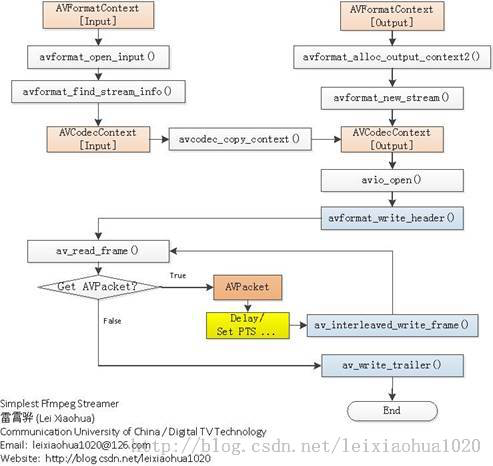 AVFormatContext
[Input]
AVFormatContext
[Output]
avformat_open_input()
avformat_alloc_output_context2()
avformat_find_stream_info()
avformat_new_stream()
AVCodecContext
[Input]
avcodec_copy_context()
AVCodecContext
[Output]
avio_open()
avformat_write_header()
av_read_frame()
Get AVPacket?
True
AVPacket
False
Delay/
Set PTS ...
av_interleaved_write_frame()
av_write_trailer()
End
Simplest Ffmpeg Streamer
雷霄骅 (Lei Xiaohua)
Communication University of China / Digital TV Technology
Email: leixiaohua1020@126.com
Website: http://blog.csdn.net/leixiaohua1020
http://blog.csdn.net/leixiaohua1020